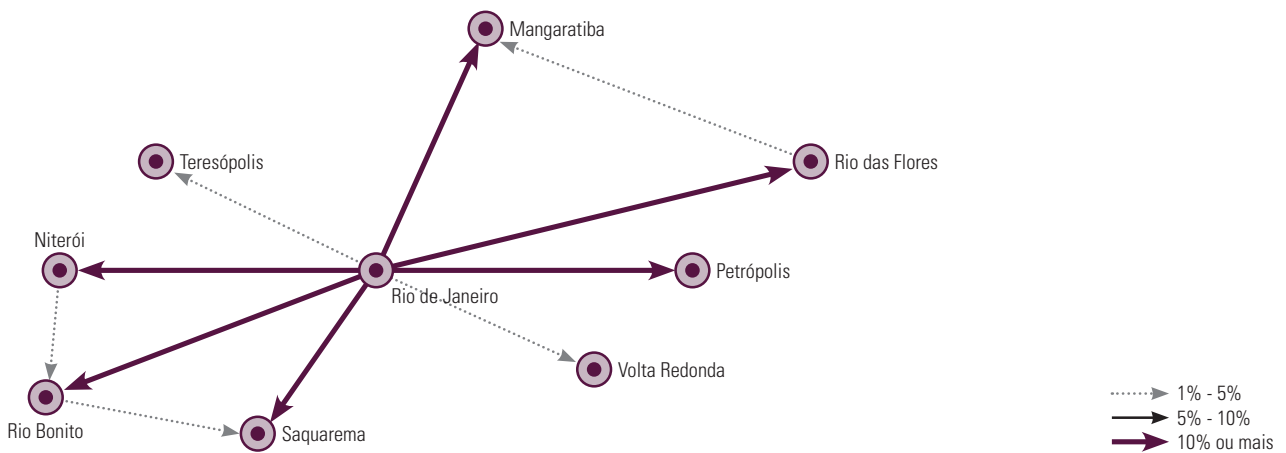 Mangaratiba
Teresópolis
Rio das Flores
Niterói
Petrópolis
Rio de Janeiro
Volta Redonda
Rio Bonito
Saquarema
1% - 5%
5% - 10%
10% ou mais